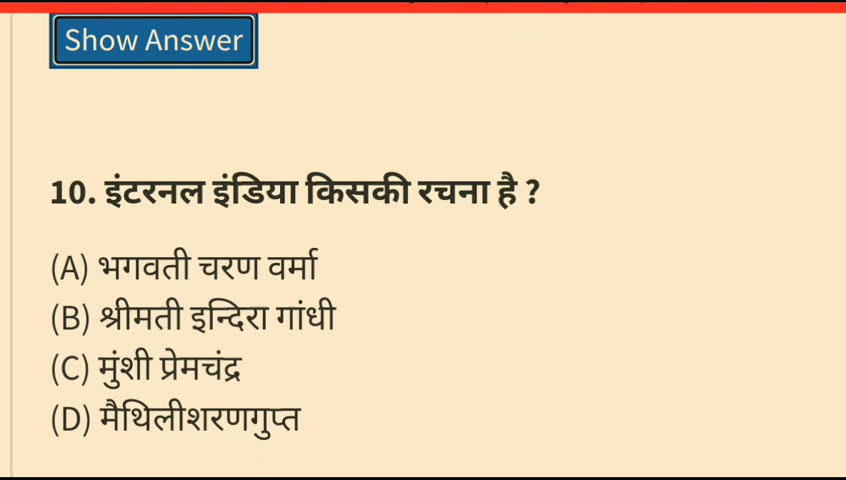 Show Answer
10. इंटरनल इंडिया किसकी रचना है ?
(A) भगवती चरण वर्मा
(B) श्रीमती इन्दिरा गांधी
(C) मुंशी प्रेमचंद्र
(D) मैथिलीशरणगुप्त